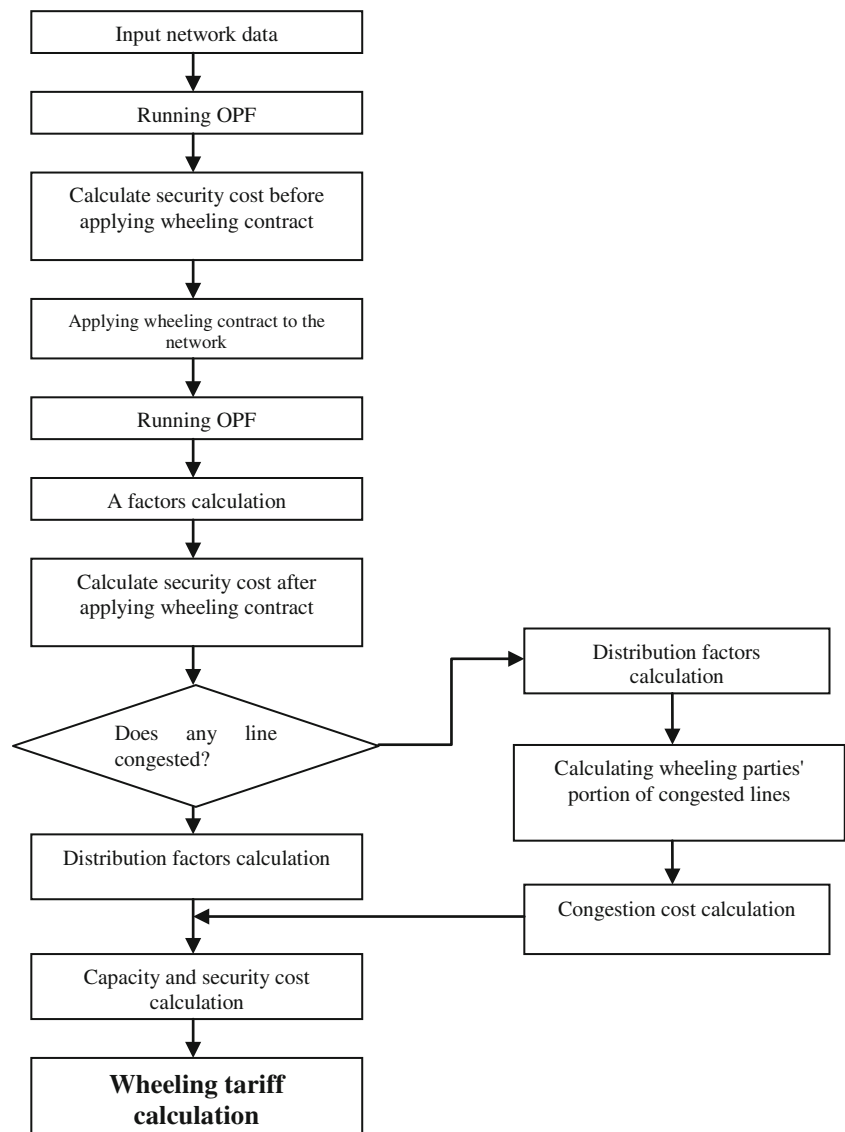 Input network data
Running OPF
Calculate security cost before
applying wheeling contract
Applying wheeling contract to the
network
Running OPF
A factors calculation
Calculate security cost after
applying wheeling contract
Does any line
congested?
Distribution factors
calculation
Calculating wheeling parties'
portion of congested lines
Congestion cost calculation
Distribution factors calculation
Capacity and security cost
calculation
Wheeling tariff
calculation